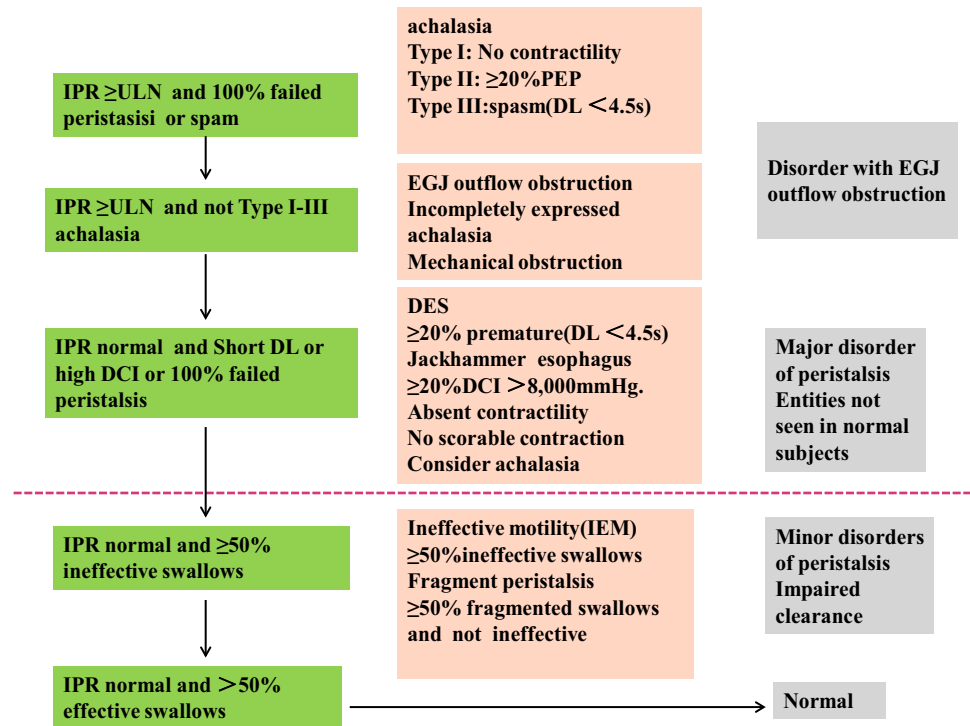 IPR ≥ULN and 100% failed
peristasisi or spam
achalasia
Type I: No contractility
Type II: ≥20%PEP
Type III:spasm(DL <4.5s)
Disorder with EGJ
outflow obstruction
IPR ≥ULN and not Type I-III
achalasia
EGJ outflow obstruction
Incompletely expressed
achalasia
Mechanical obstruction
IPR normal and Short DL or
high DCI or 100% failed
peristalsis
DES
≥20% premature(DL <4.5s)
Jackhammer esophagus
≥20%DCI >8,000mmHg.
Absent contractility
No scorable contraction
Consider achalasia
Major disorder
of peristalsis
Entities not
seen in normal
subjects
IPR normal and ≥50%
ineffective swallows
Ineffective motility(IEM)
≥50%ineffective swallows
Fragment peristalsis
≥50% fragmented swallows
and not ineffective
Minor disorders
of peristalsis
Impaired
clearance
IPR normal and >50%
effective swallows
Normal